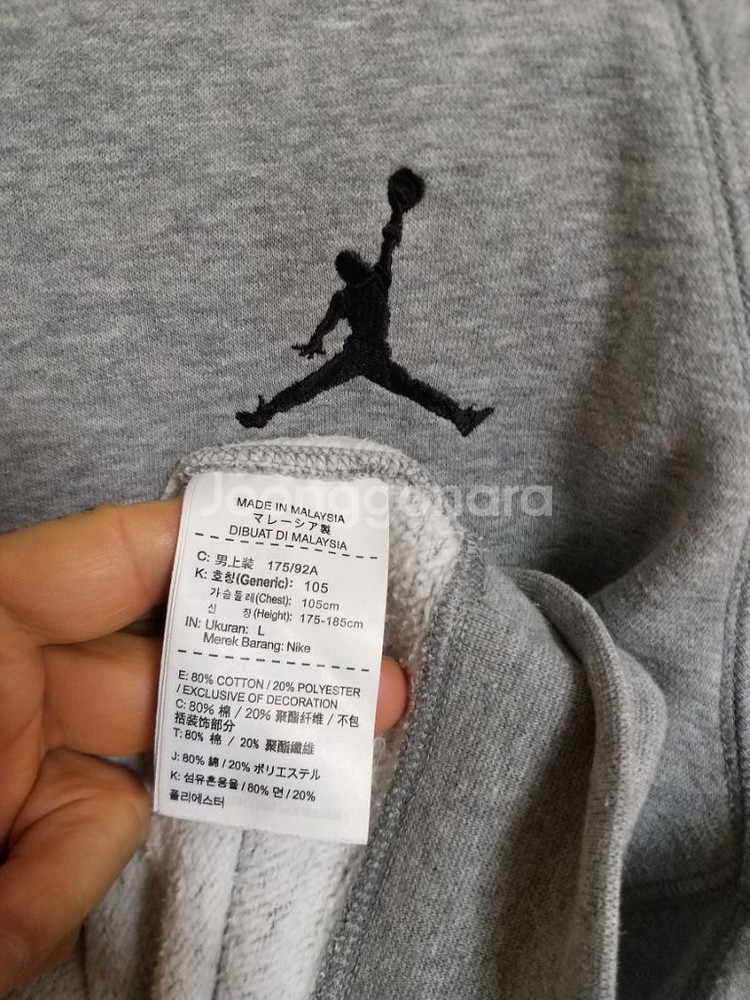 Joonggonara
MADE IN MALAYSIA
マレーシア製
DIBUAT DI MALAYSIA
C: 男上装 175/92A
K: 호칭(Generic): 105
가슴둘레(Chest): 105cm
신 장(Height): 175-185cm
IN: Ukuran: L
Merek Barang: Nike
E: 80% COTTON / 20% POLYESTER
/ EXCLUSIVE OF DECORATION
C: 80% 棉 / 20% 聚酯纤维 / 不包
括装饰部分
T: 80% 棉 / 20% 聚酯纖維
J: 80% 綿 / 20% ポリエステル
K: 섬유혼용율 / 80% 면 / 20%
폴리에스터